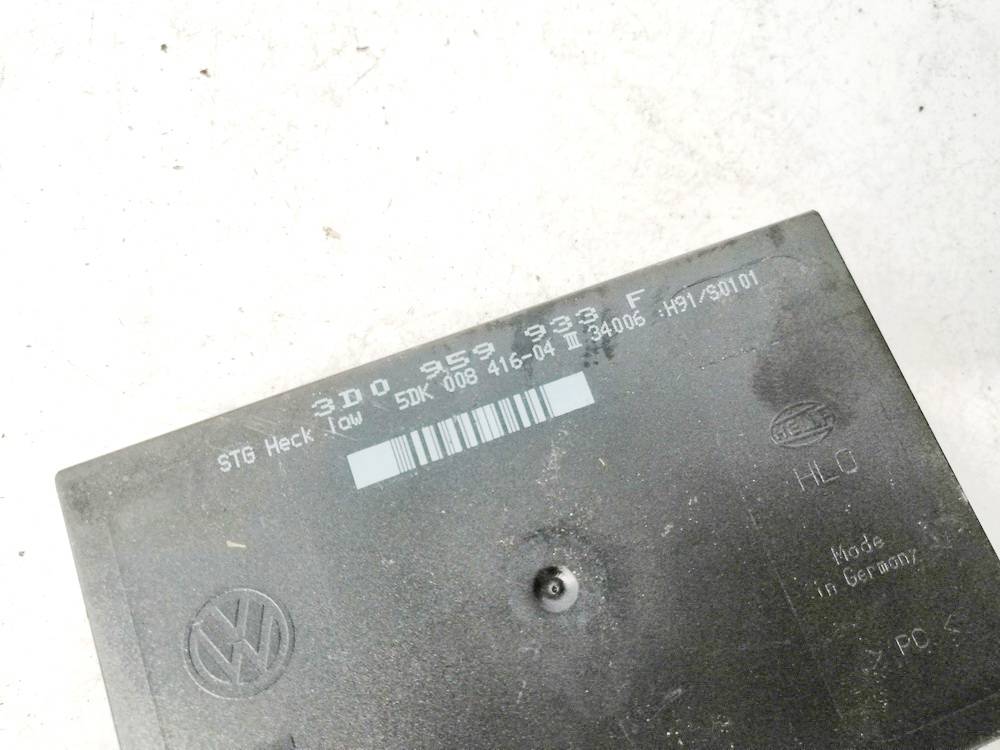 3D0 959 933 F
STG Heck law 5DK 008 416-04 III 34006 :H91/S0101
HELLA
HLO
Made
in Germany
> PC <